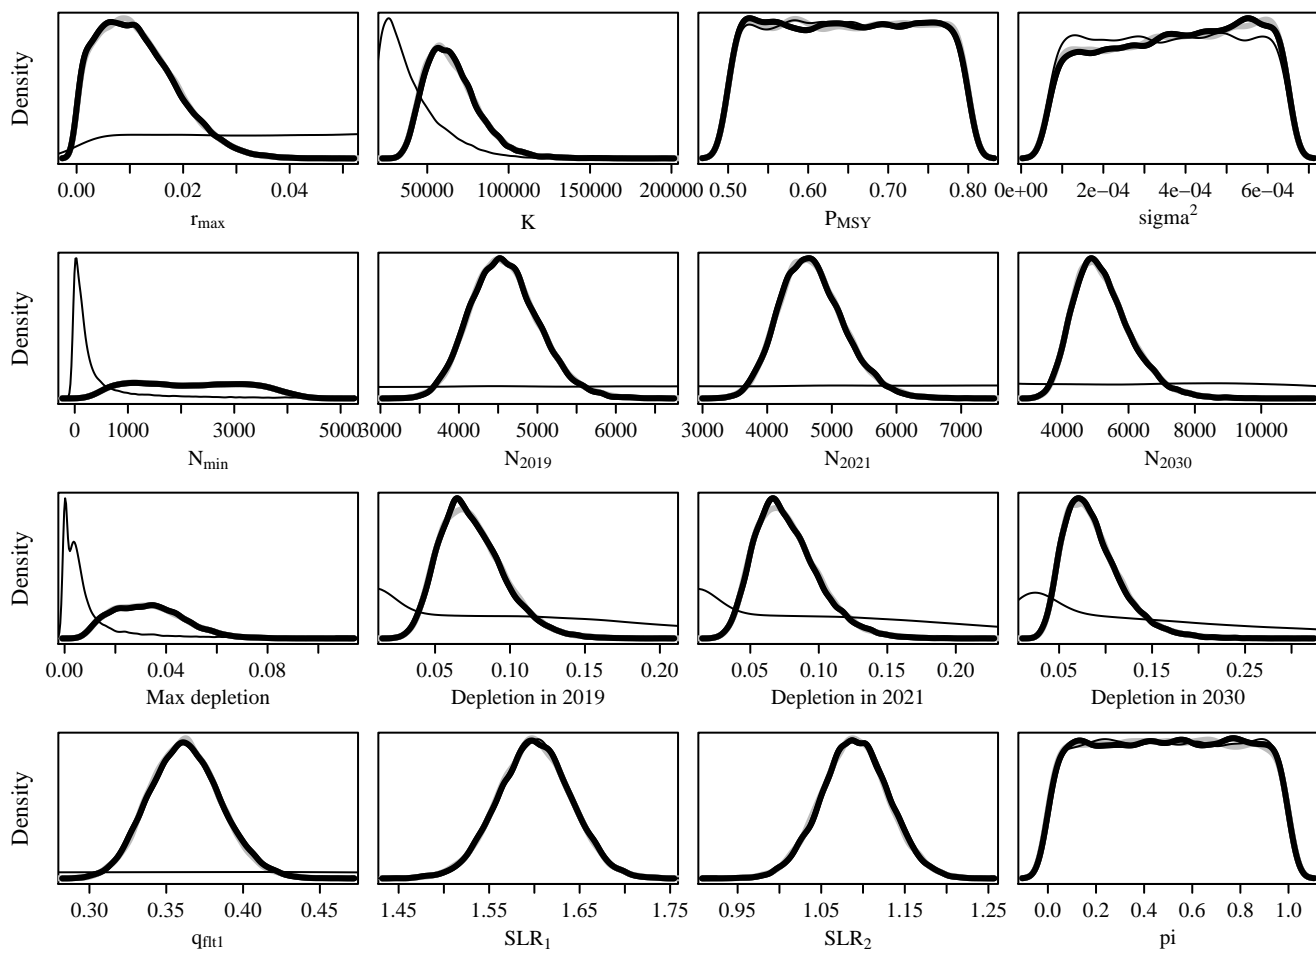 Density
0.00 0.02 0.04
r_max
50000 100000 150000 200000
K
0.50 0.60 0.70 0.80
P_MSY
0e+00 2e−04 4e−04 6e−04
sigma²
Density
0 1000 3000 5000
N_min
3000 4000 5000 6000
N_2019
3000 4000 5000 6000 7000
N_2021
4000 6000 8000 10000
N_2030
Density
0.00 0.04 0.08
Max depletion
0.05 0.10 0.15 0.20
Depletion in 2019
0.05 0.10 0.15 0.20
Depletion in 2021
0.05 0.15 0.25
Depletion in 2030
Density
0.30 0.35 0.40 0.45
q_flt1
1.45 1.55 1.65 1.75
SLR_1
0.95 1.05 1.15 1.25
SLR_2
0.0 0.2 0.4 0.6 0.8 1.0
pi